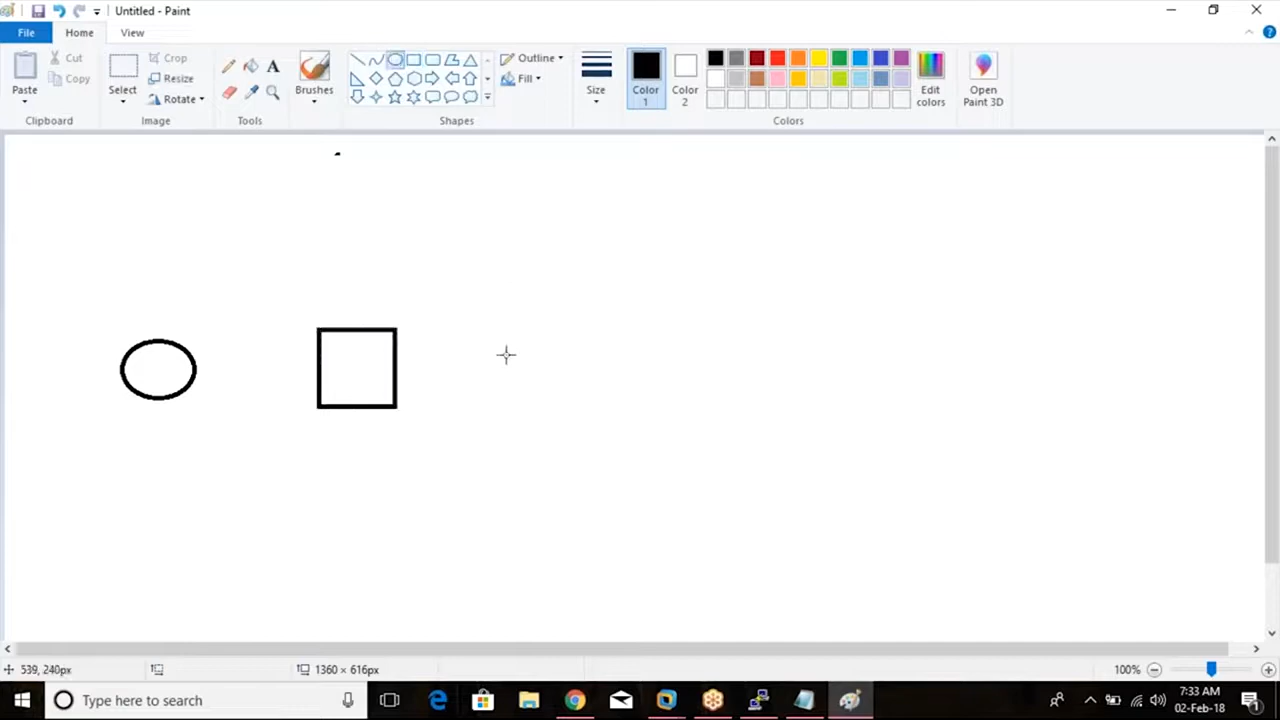 Untitled - Paint
File Home View
Cut
Copy
Paste
Clipboard
Crop
Resize
Rotate
Select
Image
A
Tools
Brushes
Shapes
Outline
Fill
Size
Color 1
Color 2
Edit colors
Colors
Open Paint 3D
539, 240px
1360 × 616px
100%
Type here to search
7:33 AM
02-Feb-18